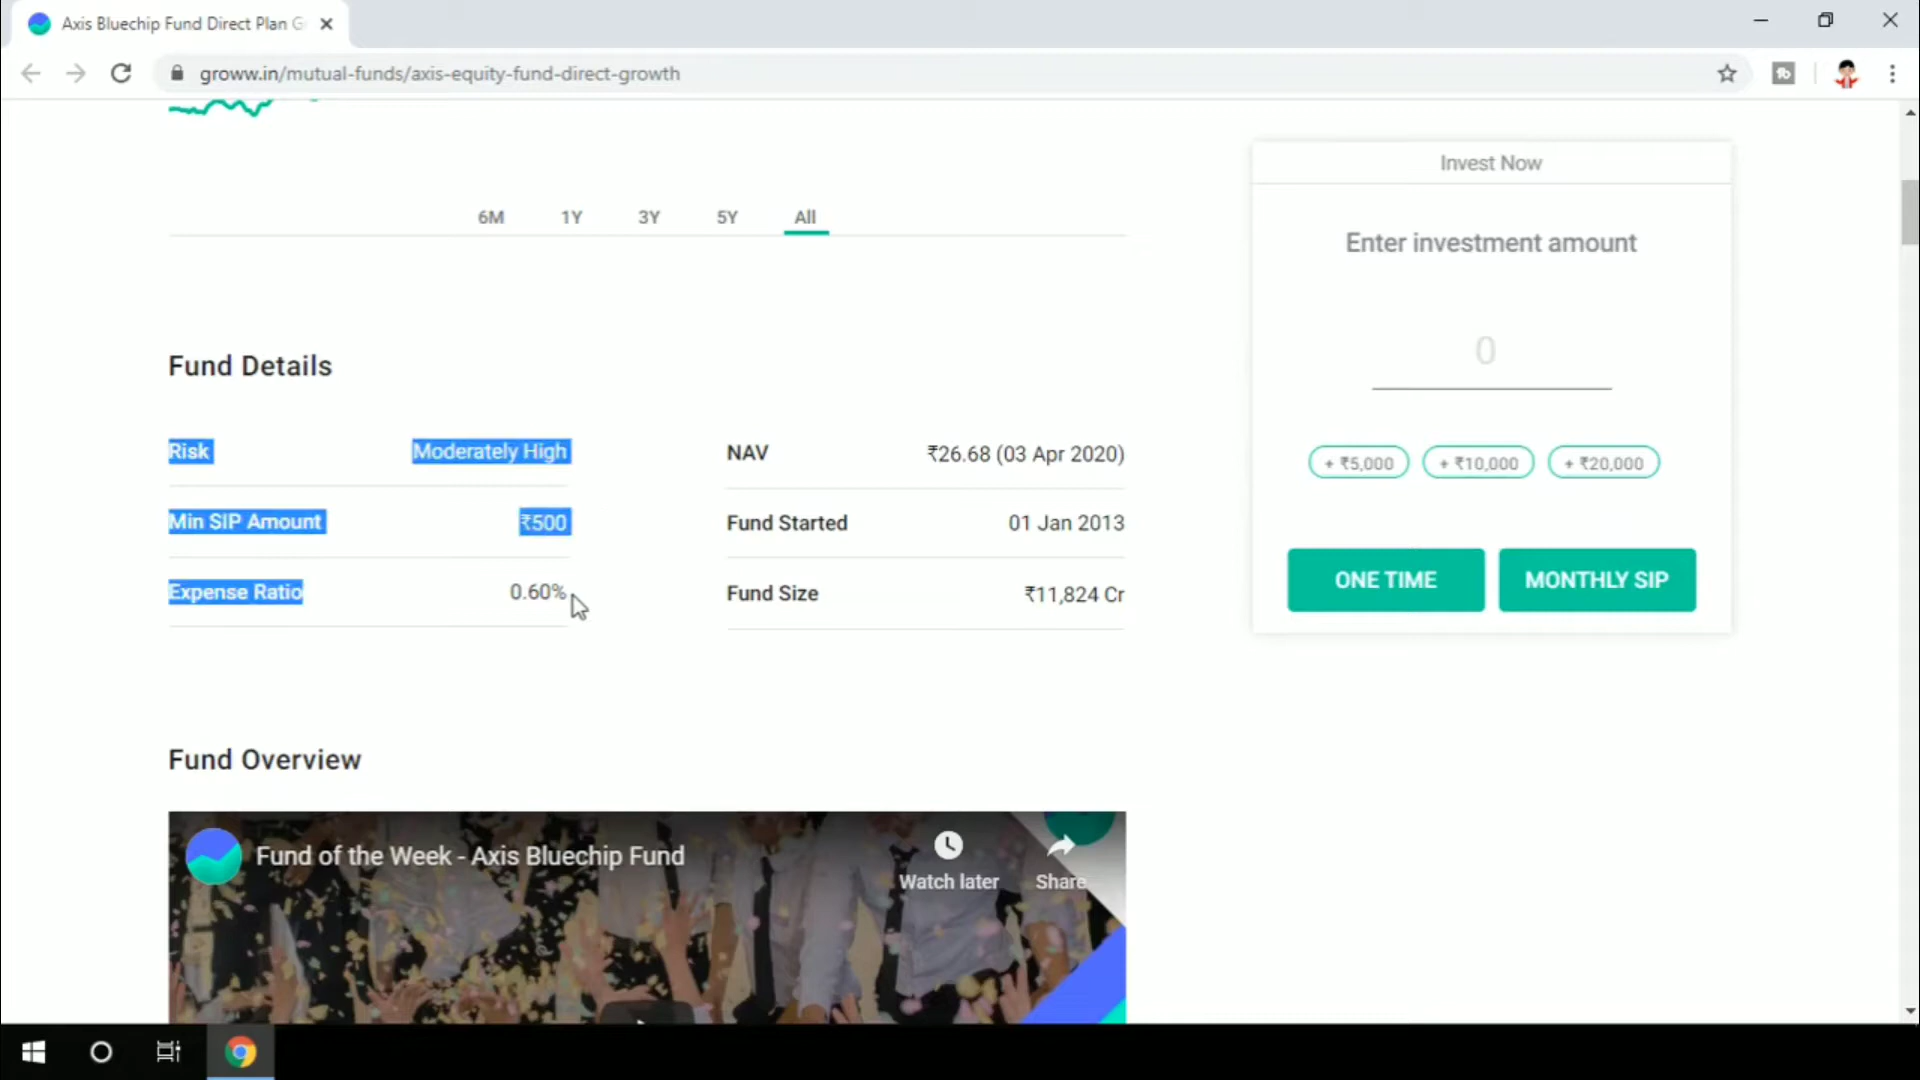 Axis Bluechip Fund Direct Plan G
groww.in/mutual-funds/axis-equity-fund-direct-growth
6M 1Y 3Y 5Y All
Invest Now
Enter investment amount
0
+ ₹5,000 + ₹10,000 + ₹20,000
ONE TIME MONTHLY SIP
Fund Details
Risk Moderately High
NAV ₹26.68 (03 Apr 2020)
Min SIP Amount ₹500
Fund Started 01 Jan 2013
Expense Ratio 0.60%
Fund Size ₹11,824 Cr
Fund Overview
Fund of the Week - Axis Bluechip Fund
Watch later Share